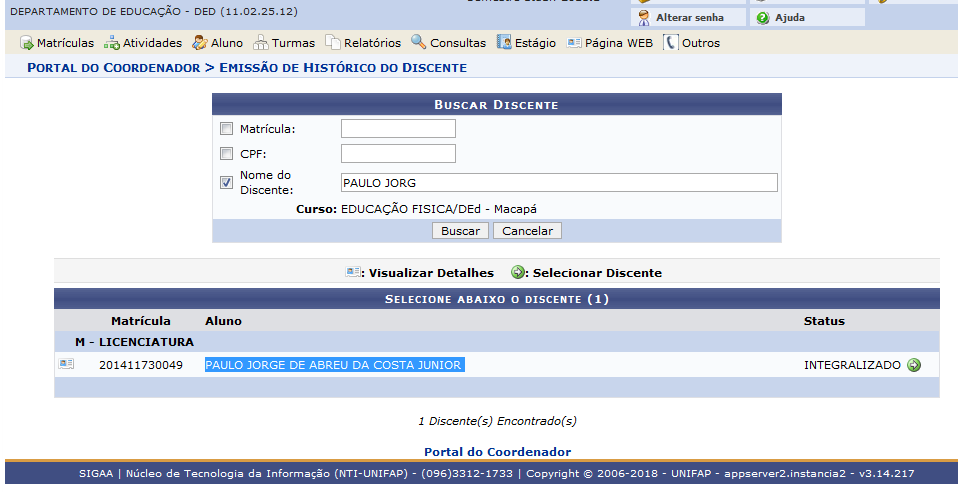 DEPARTAMENTO DE EDUCAÇÃO - DED (11.02.25.12)
Alterar senha
Ajuda
Matrículas Atividades Aluno Turmas Relatórios Consultas Estágio Página WEB Outros
PORTAL DO COORDENADOR > EMISSÃO DE HISTÓRICO DO DISCENTE
BUSCAR DISCENTE
Matrícula:
CPF:
Nome do Discente: PAULO JORG
Curso: EDUCAÇÃO FISICA/DEd - Macapá
Buscar Cancelar
: Visualizar Detalhes : Selecionar Discente
SELECIONE ABAIXO O DISCENTE (1)
Matrícula Aluno Status
M - LICENCIATURA
201411730049 PAULO JORGE DE ABREU DA COSTA JUNIOR INTEGRALIZADO
1 Discente(s) Encontrado(s)
Portal do Coordenador
SIGAA | Núcleo de Tecnologia da Informação (NTI-UNIFAP) - (096)3312-1733 | Copyright © 2006-2018 - UNIFAP - appserver2.instancia2 - v3.14.217